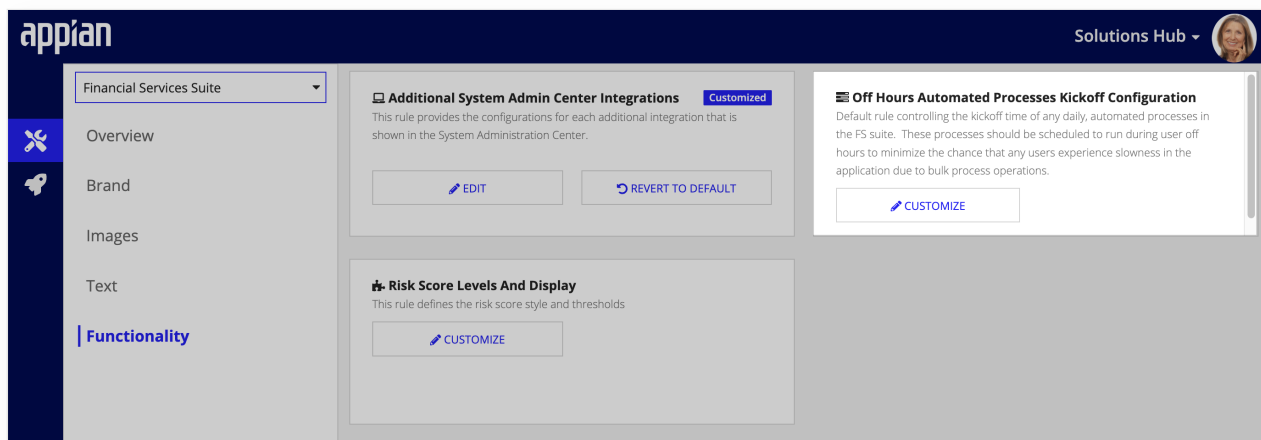 appian
Solutions Hub
Financial Services Suite
Overview
Brand
Images
Text
Functionality
Additional System Admin Center Integrations
Customized
This rule provides the configurations for each additional integration that is
shown in the System Administration Center.
EDIT
REVERT TO DEFAULT
Off Hours Automated Processes Kickoff Configuration
Default rule controlling the kickoff time of any daily, automated processes in
the FS suite.  These processes should be scheduled to run during user off
hours to minimize the chance that any users experience slowness in the
application due to bulk process operations.
CUSTOMIZE
Risk Score Levels And Display
This rule defines the risk score style and thresholds
CUSTOMIZE